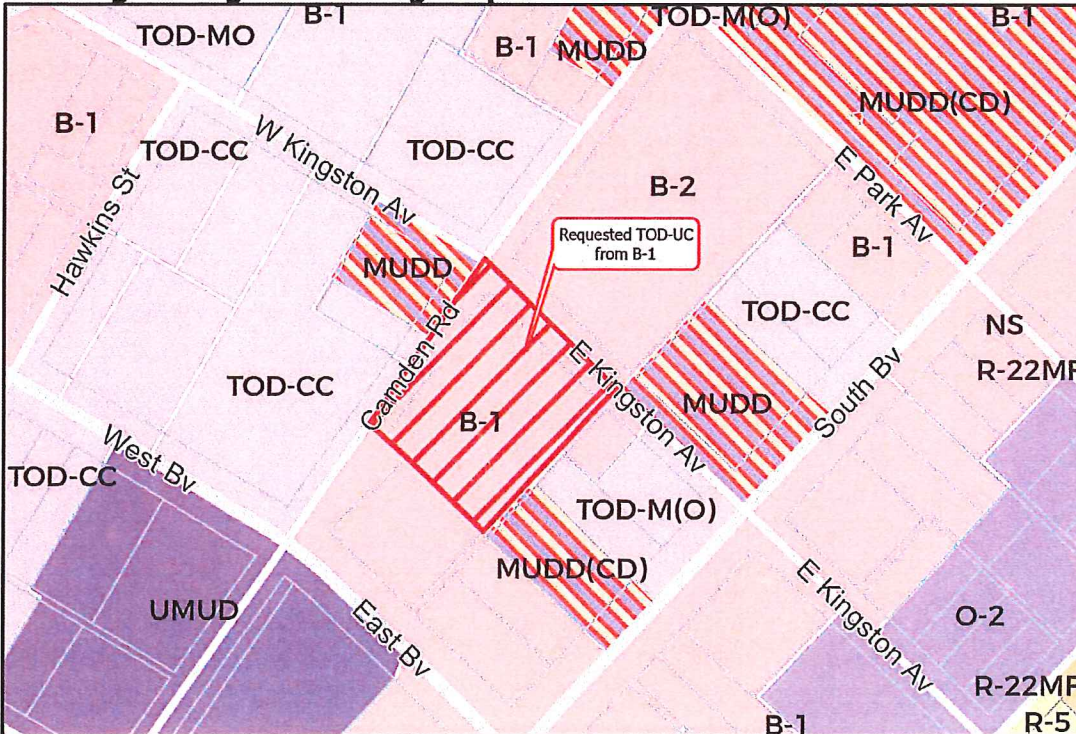 B-1
TOD-M(O)
B-1
TOD-MO
B-1
MUDD
MUDD(CD)
B-1
TOD-CC
W Kingston Av
TOD-CC
E Park Av
B-2
Hawkins St
Requested TOD-UC
from B-1
B-1
MUDD
TOD-CC
NS
Camden Rd
E Kingston Av
South Bv
R-22MF
TOD-CC
MUDD
B-1
West Bv
TOD-CC
TOD-M(O)
MUDD(CD)
E Kingston Av
UMUD
East Bv
O-2
R-22MF
B-1
R-5